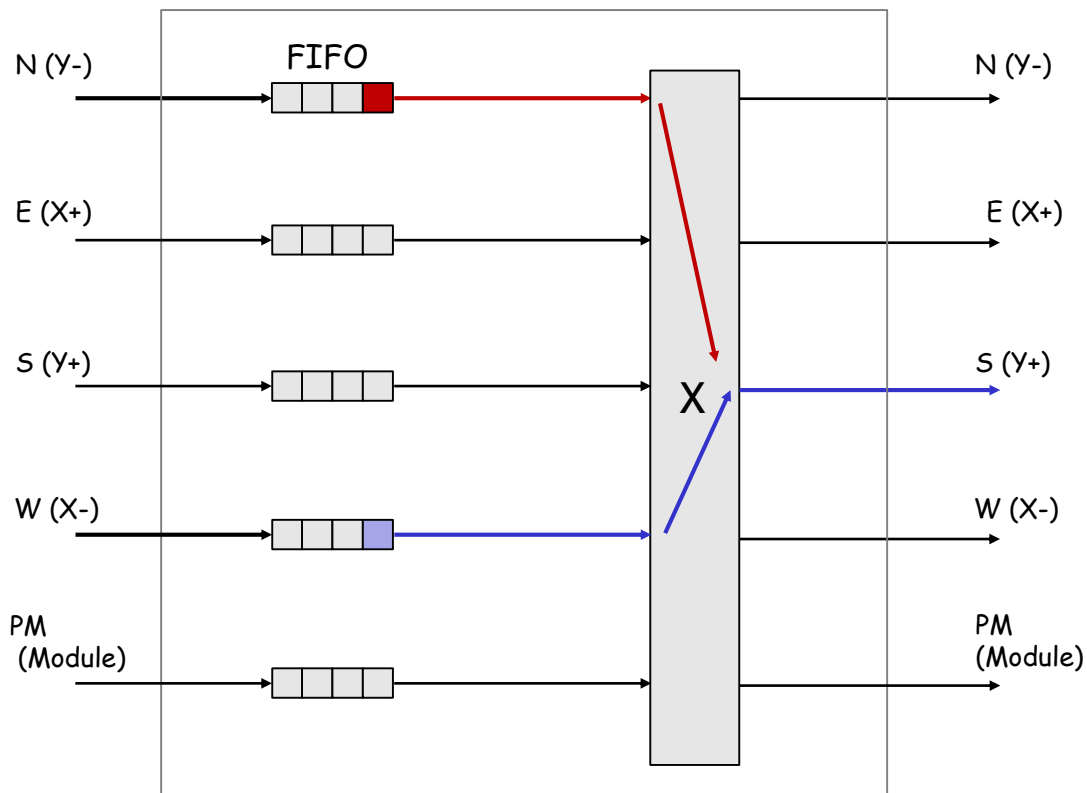 FIFO
N (Y-)
N (Y-)
E (X+)
E (X+)
S (Y+)
S (Y+)
X
W (X-)
W (X-)
PM
(Module)
PM
(Module)